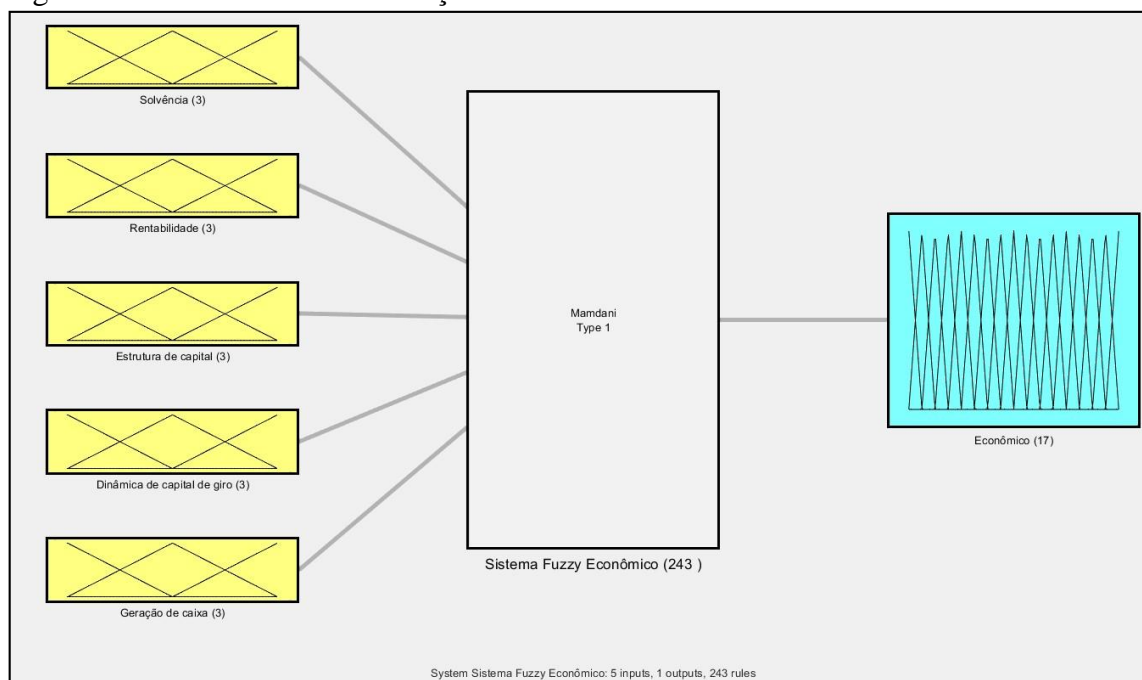 Solvência (3)
Rentabilidade (3)
Estrutura de capital (3)
Dinâmica de capital de giro (3)
Geração de caixa (3)
Mamdani
Type 1
Sistema Fuzzy Econômico (243 )
Econômico (17)
System Sistema Fuzzy Econômico: 5 inputs, 1 outputs, 243 rules